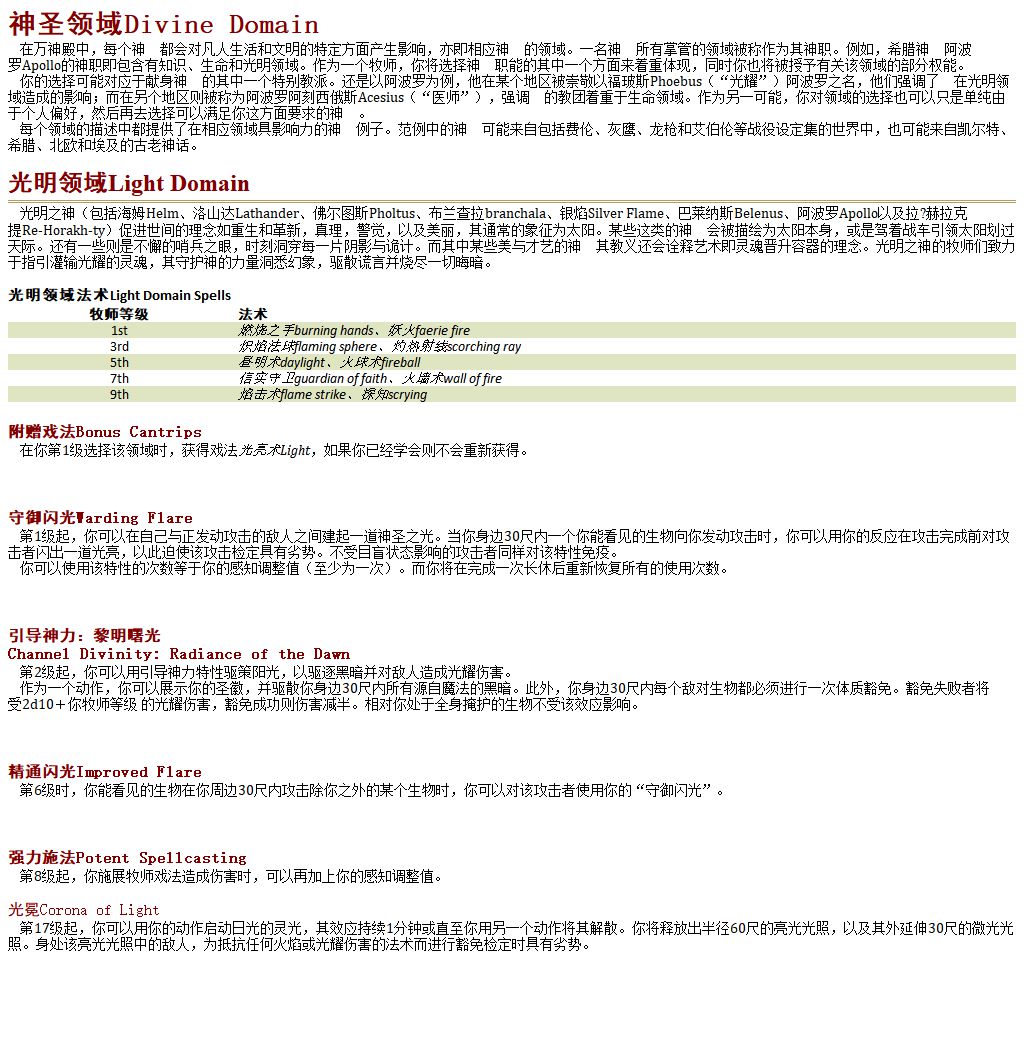 神圣领域Divine Domain
在万神殿中，每个神　都会对凡人生活和文明的特定方面产生影响，亦即相应神　的领域。一名神　所有掌管的领域被称作为其神职。例如，希腊神　阿波
罗Apollo的神职即包含有知识、生命和光明领域。作为一个牧师，你将选择神　职能的其中一个方面来着重体现，同时你也将被授予有关该领域的部分权能。
你的选择可能对应于献身神　的其中一个特别教派。还是以阿波罗为例，他在某个地区被崇敬以福玻斯Phoebus（“光耀”）阿波罗之名，他们强调了　在光明领
域造成的影响；而在另个地区则被称为阿波罗阿刻西俄斯Acesius（“医师”），强调　的教团着重于生命领域。作为另一可能，你对领域的选择也可以只是单纯由
于个人偏好，然后再去选择可以满足你这方面要求的神　。
每个领域的描述中都提供了在相应领域具影响力的神　例子。范例中的神　可能来自包括费伦、灰鹰、龙枪和艾伯伦等战役设定集的世界中，也可能来自凯尔特、
希腊、北欧和埃及的古老神话。
光明领域Light Domain
光明之神（包括海姆Helm、洛山达Lathander、佛尔图斯Pholtus、布兰查拉branchala、银焰Silver Flame、巴莱纳斯Belenus、阿波罗Apollo以及拉?赫拉克
提Re-Horakh-ty）促进世间的理念如重生和革新，真理，警觉，以及美丽，其通常的象征为太阳。某些这类的神　会被描绘为太阳本身，或是驾着战车引领太阳划过
天际。还有一些则是不懈的哨兵之眼，时刻洞穿每一片阴影与诡计。而其中某些美与才艺的神　其教义还会诠释艺术即灵魂晋升容器的理念。光明之神的牧师们致力
于指引灌输光耀的灵魂，其守护神的力量洞悉幻象，驱散谎言并烧尽一切晦暗。
光明领域法术Light Domain Spells
牧师等级 法术
1st 燃烧之手burning hands、妖火faerie fire
3rd 炽焰法球flaming sphere、灼热射线scorching ray
5th 昼明术daylight、火球术fireball
7th 信实守卫guardian of faith、火墙术wall of fire
9th 焰击术flame strike、探知scrying
附赠戏法Bonus Cantrips
在你第1级选择该领域时，获得戏法光亮术Light，如果你已经学会则不会重新获得。
守御闪光Warding Flare
第1级起，你可以在自己与正发动攻击的敌人之间建起一道神圣之光。当你身边30尺内一个你能看见的生物向你发动攻击时，你可以用你的反应在攻击完成前对攻
击者闪出一道光亮，以此迫使该攻击检定具有劣势。不受目盲状态影响的攻击者同样对该特性免疫。
你可以使用该特性的次数等于你的感知调整值（至少为一次）。而你将在完成一次长休后重新恢复所有的使用次数。
引导神力：黎明曙光
Channel Divinity: Radiance of the Dawn
第2级起，你可以用引导神力特性驱策阳光，以驱逐黑暗并对敌人造成光耀伤害。
作为一个动作，你可以展示你的圣徽，并驱散你身边30尺内所有源自魔法的黑暗。此外，你身边30尺内每个敌对生物都必须进行一次体质豁免。豁免失败者将
受2d10＋你牧师等级 的光耀伤害，豁免成功则伤害减半。相对你处于全身掩护的生物不受该效应影响。
精通闪光Improved Flare
第6级时，你能看见的生物在你周边30尺内攻击除你之外的某个生物时，你可以对该攻击者使用你的“守御闪光”。
强力施法Potent Spellcasting
第8级起，你施展牧师戏法造成伤害时，可以再加上你的感知调整值。
光冕Corona of Light
第17级起，你可以用你的动作启动日光的灵光，其效应持续1分钟或直至你用另一个动作将其解散。你将释放出半径60尺的亮光光照，以及其外延伸30尺的微光光
照。身处该亮光光照中的敌人，为抵抗任何火焰或光耀伤害的法术而进行豁免检定时具有劣势。